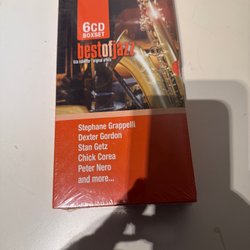 6CD
BOXSET
bestofjazz
Stephane Grappelli
Dexter Gordon
Stan Getz
Chick Corea
Peter Nero
and more...